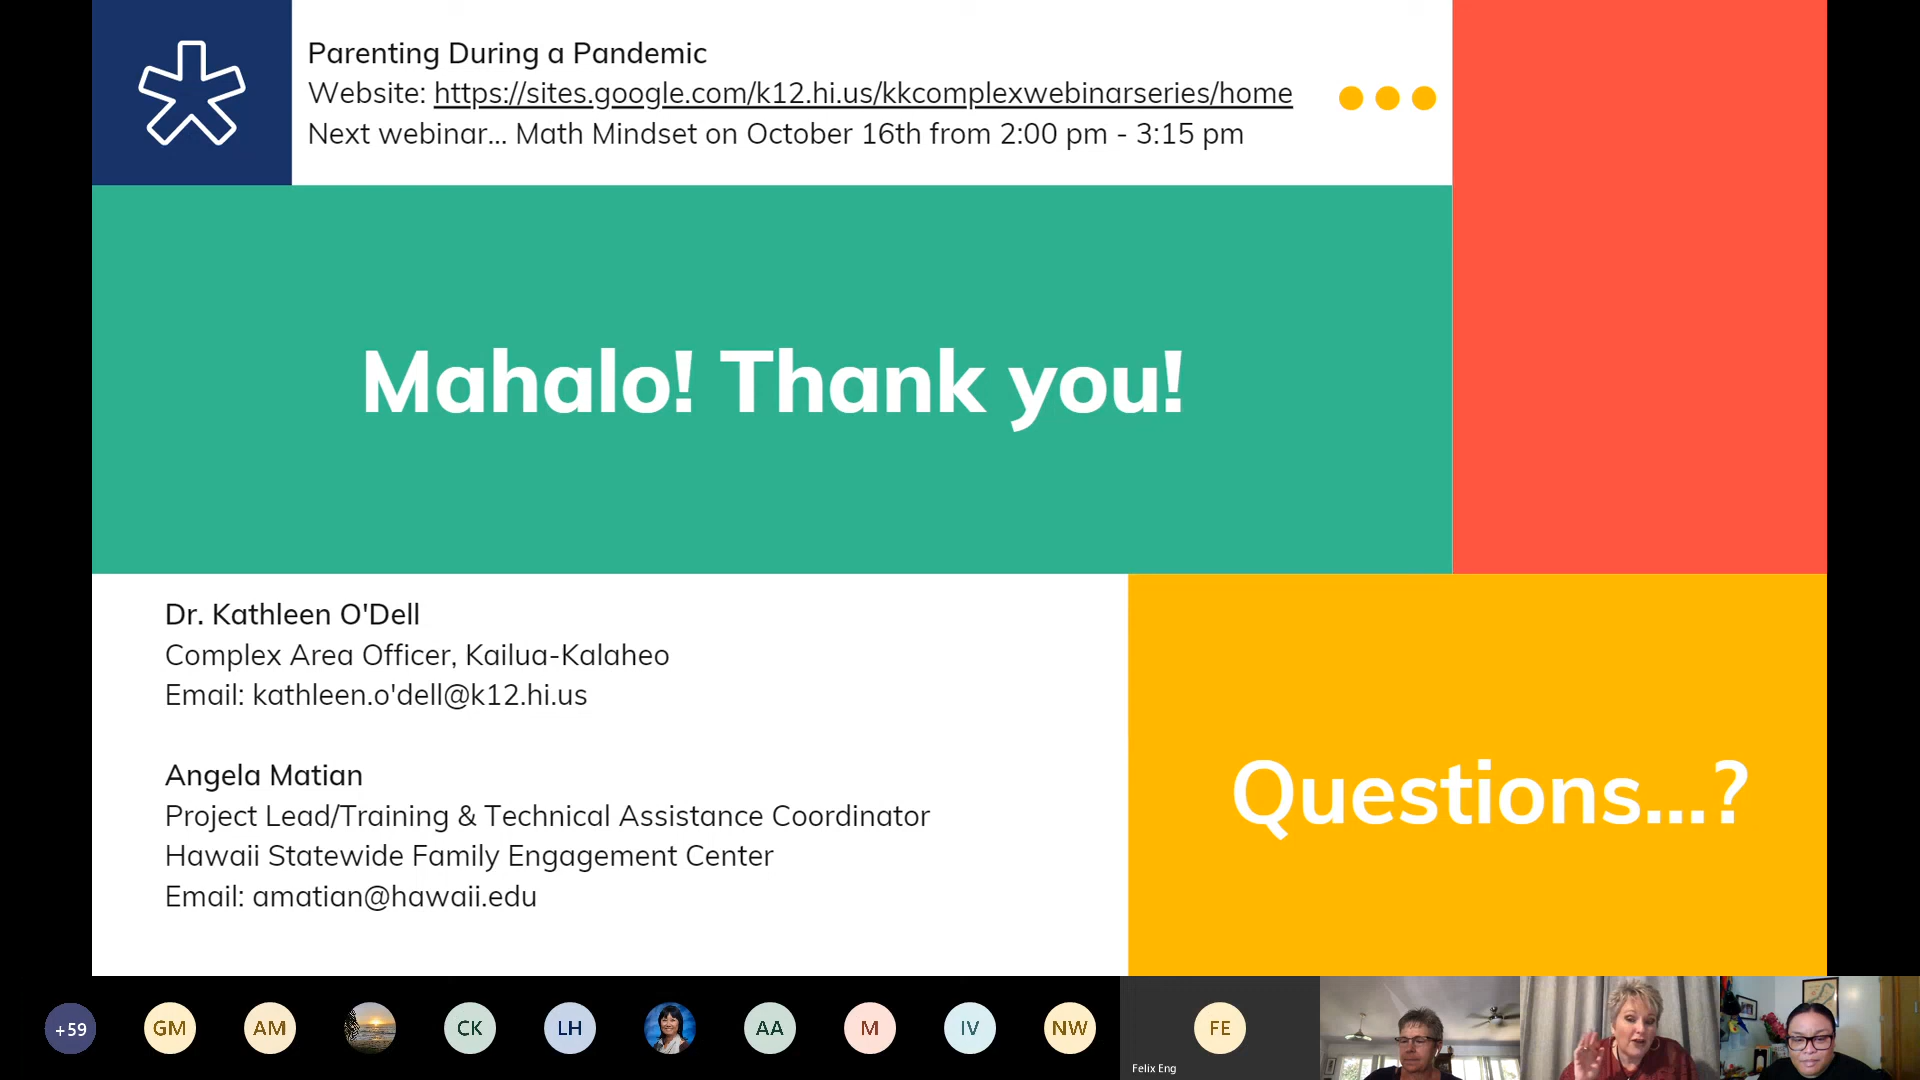 Parenting During a Pandemic
Website: https://sites.google.com/k12.hi.us/kkcomplexwebinarseries/home
Next webinar... Math Mindset on October 16th from 2:00 pm - 3:15 pm
Mahalo! Thank you!
Dr. Kathleen O'Dell
Complex Area Officer, Kailua-Kalaheo
Email: kathleen.o'dell@k12.hi.us
Angela Matian
Project Lead/Training & Technical Assistance Coordinator
Hawaii Statewide Family Engagement Center
Email: amatian@hawaii.edu
Questions...?
+59
GM
AM
CK
LH
AA
M
IV
NW
FE
Felix Eng